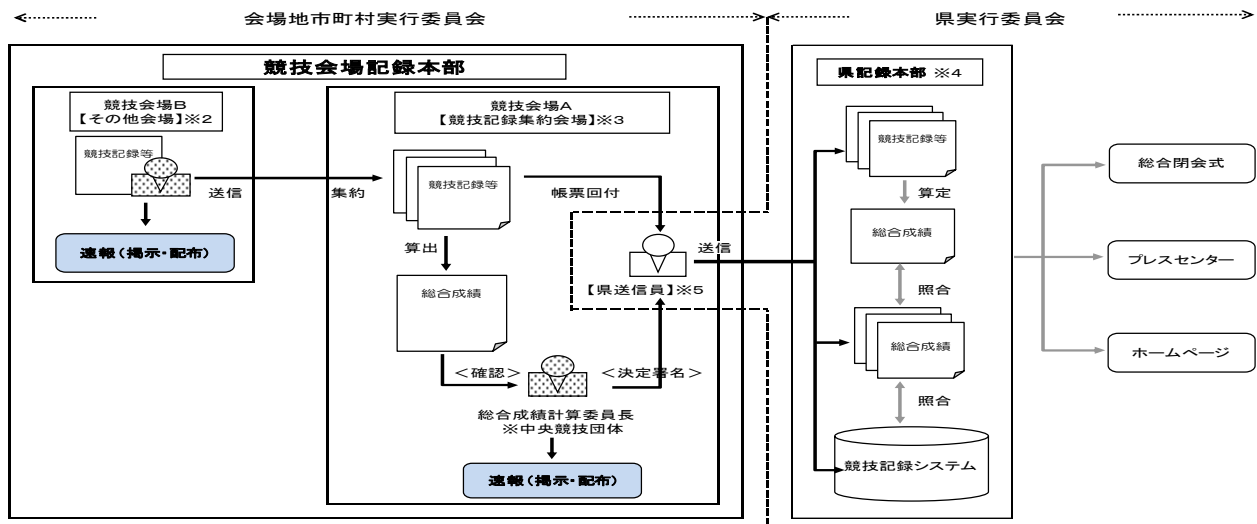 会場地市町村実行委員会
県実行委員会
競技会場記録本部
県記録本部 ※4
競技会場B
【その他会場】※2
競技会場A
【競技記録集約会場】※3
競技記録等
送信
速報(掲示・配布)
集約
競技記録等
帳票回付
算出
総合成績
<確認>
<決定署名>
総合成績計算委員長
※中央競技団体
速報(掲示・配布)
【県送信員】※5
送信
競技記録等
算定
総合成績
照合
総合成績
照合
競技記録システム
総合閉会式
プレスセンター
ホームページ